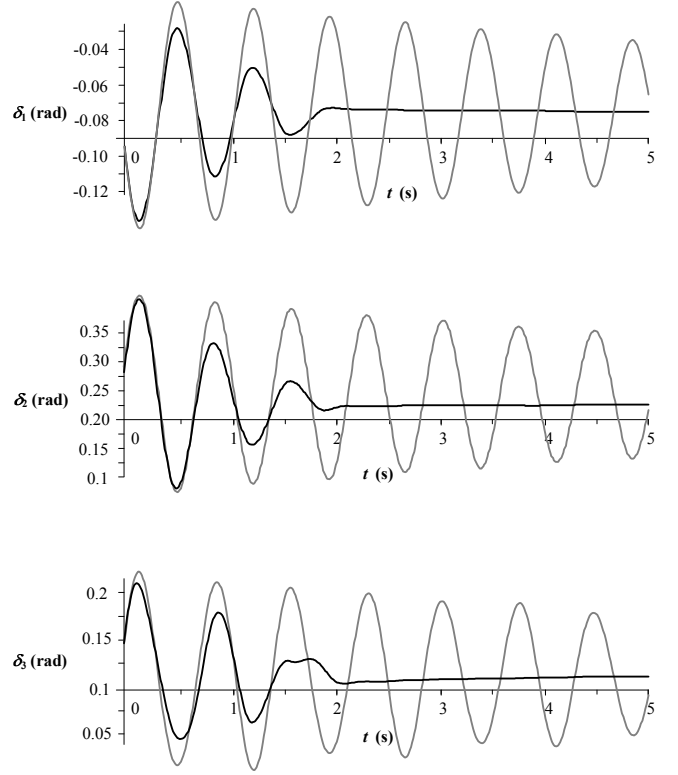 -0.04
-0.06
δ1 (rad)
-0.08
-0.10
0 1 2 3 4 5
-0.12
t (s)
0.35
0.30
0.25
δ2 (rad)
0.20
0 1 2 3 4 5
0.15
0.1
t (s)
0.2
0.15
δ3 (rad)
0.1
0 1 2 3 4 5
0.05
t (s)